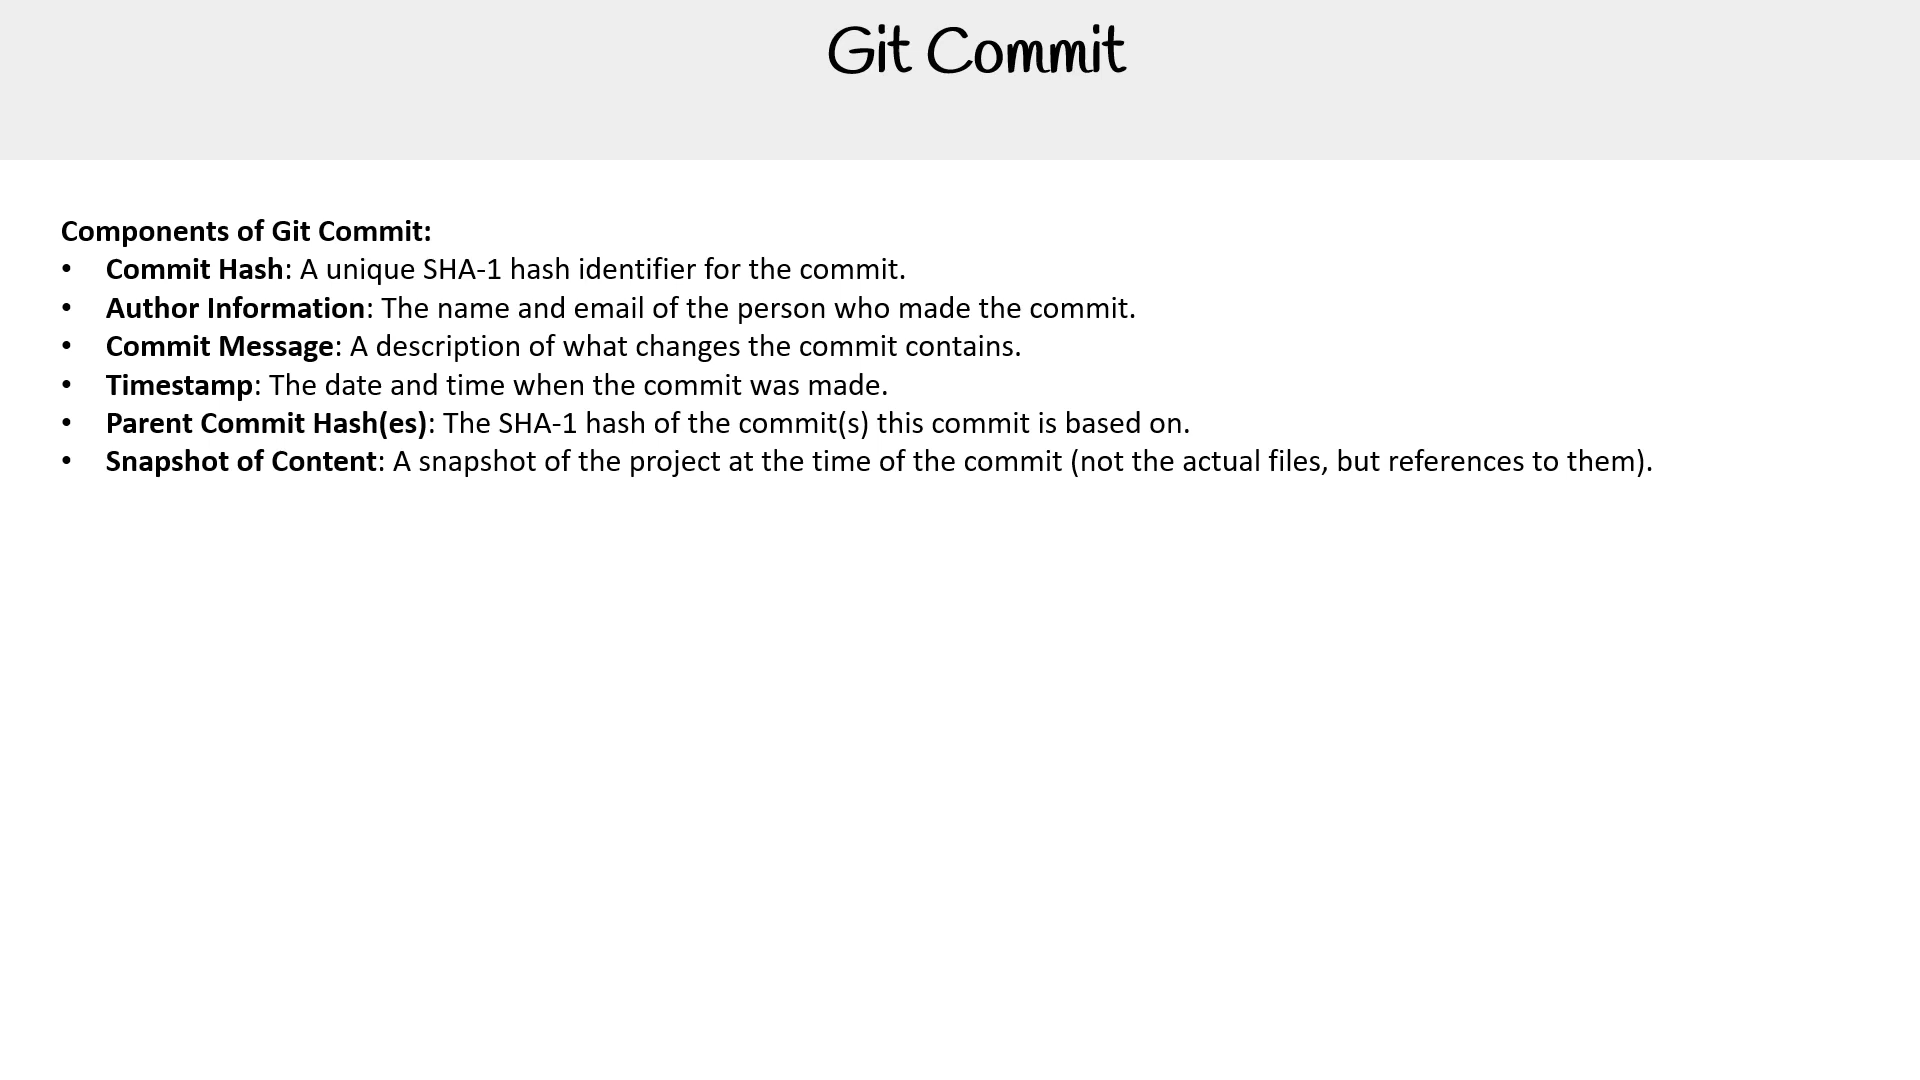 Git Commit
Components of Git Commit:
• Commit Hash: A unique SHA-1 hash identifier for the commit.
• Author Information: The name and email of the person who made the commit.
• Commit Message: A description of what changes the commit contains.
• Timestamp: The date and time when the commit was made.
• Parent Commit Hash(es): The SHA-1 hash of the commit(s) this commit is based on.
• Snapshot of Content: A snapshot of the project at the time of the commit (not the actual files, but references to them).